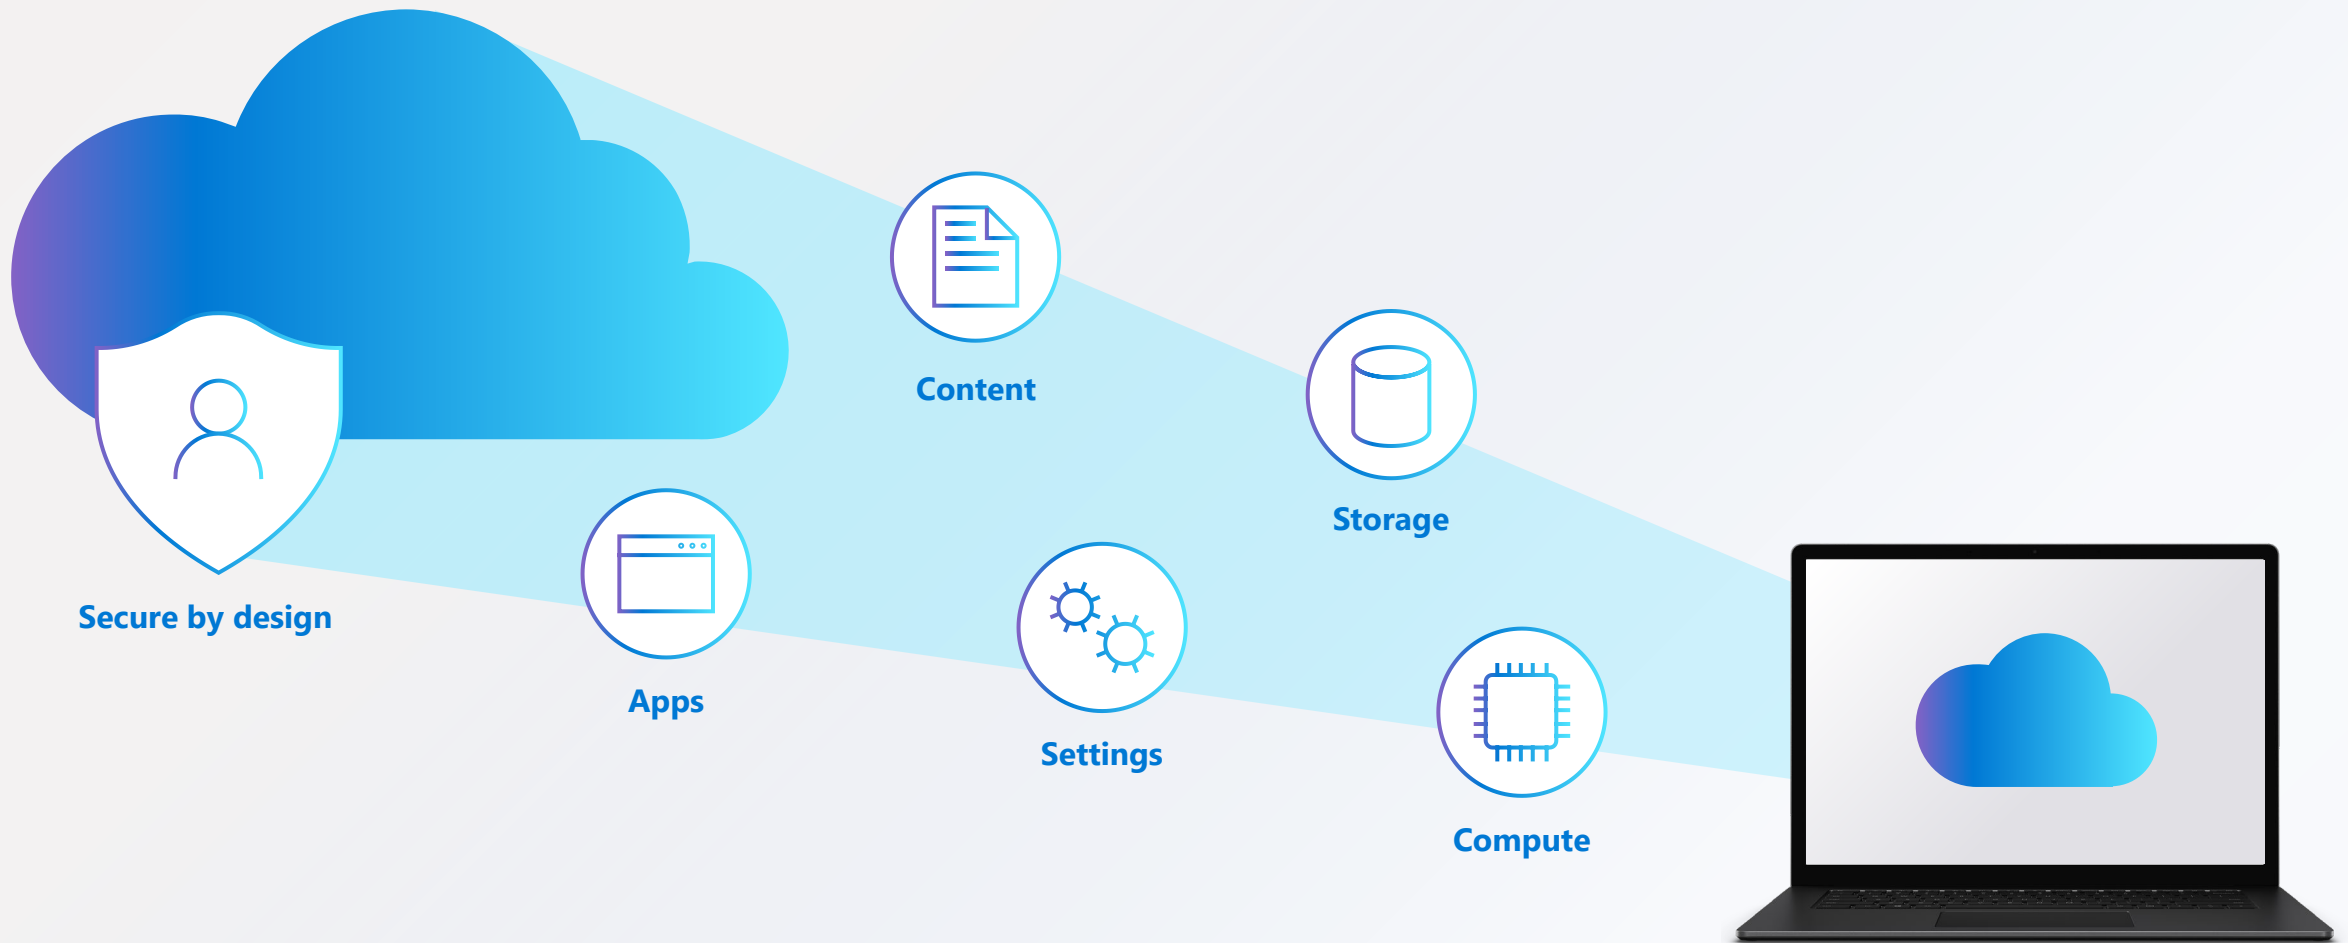 Content
Storage
Secure by design
Apps
Settings
Compute